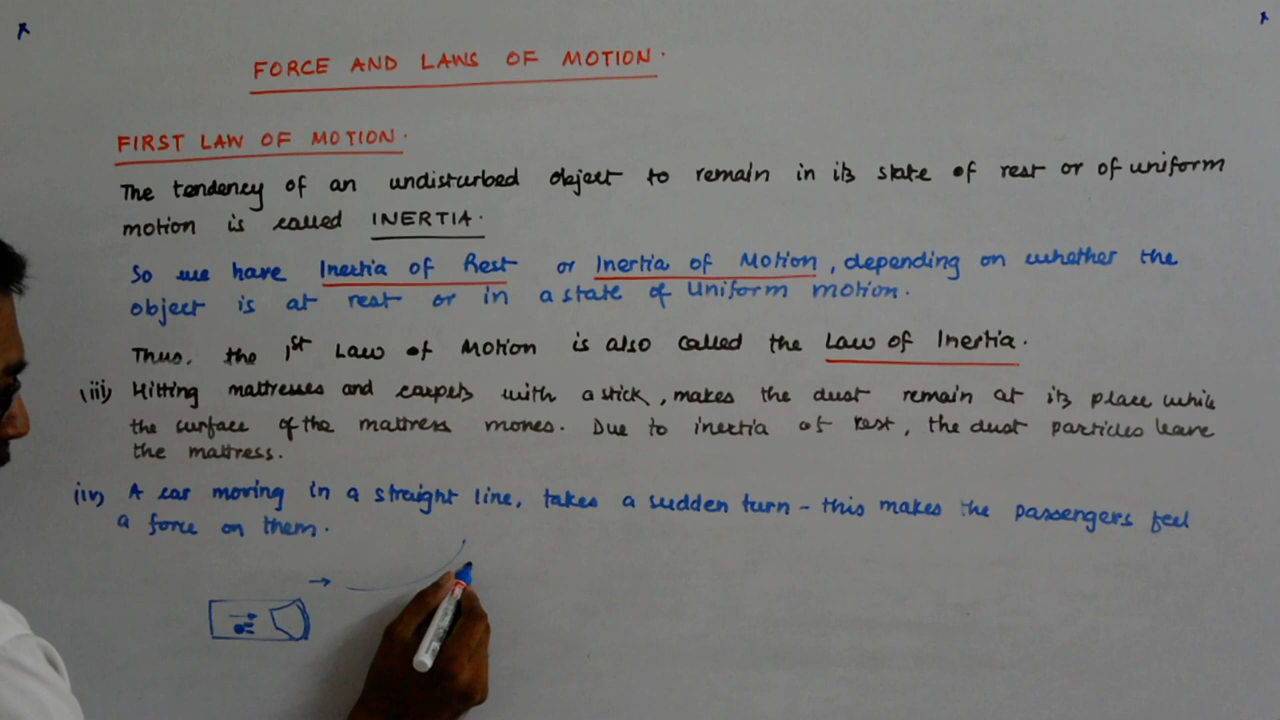 FORCE AND LAWS OF MOTION.
FIRST LAW OF MOTION.
The tendency of an undisturbed object to remain in its state of rest or of uniform
motion is called INERTIA.
So we have Inertia of Rest or Inertia of Motion, depending on whether the
object is at rest or in a state of Uniform motion.
Thus, the 1st Law of Motion is also called the Law of Inertia.
(iii) Hitting mattresses and carpets with a stick, makes the dust remain at its place while
the surface of the mattress moves. Due to inertia of rest, the dust particles leave
the mattress.
(iv) A car moving in a straight line, takes a sudden turn - this makes the passengers feel
a force on them.